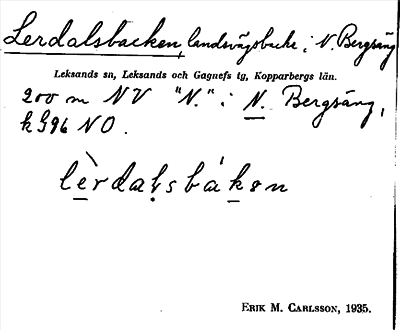 Lerdalsbacken, landsvägsbacke i N. Bergsäng
Leksands sn, Leksands och Gagnefs tg, Kopparbergs län.
200 m NV "N." i N. Bergsäng,
k 396 NO.
lèrdalsbákən
Erik M. Carlsson, 1935.